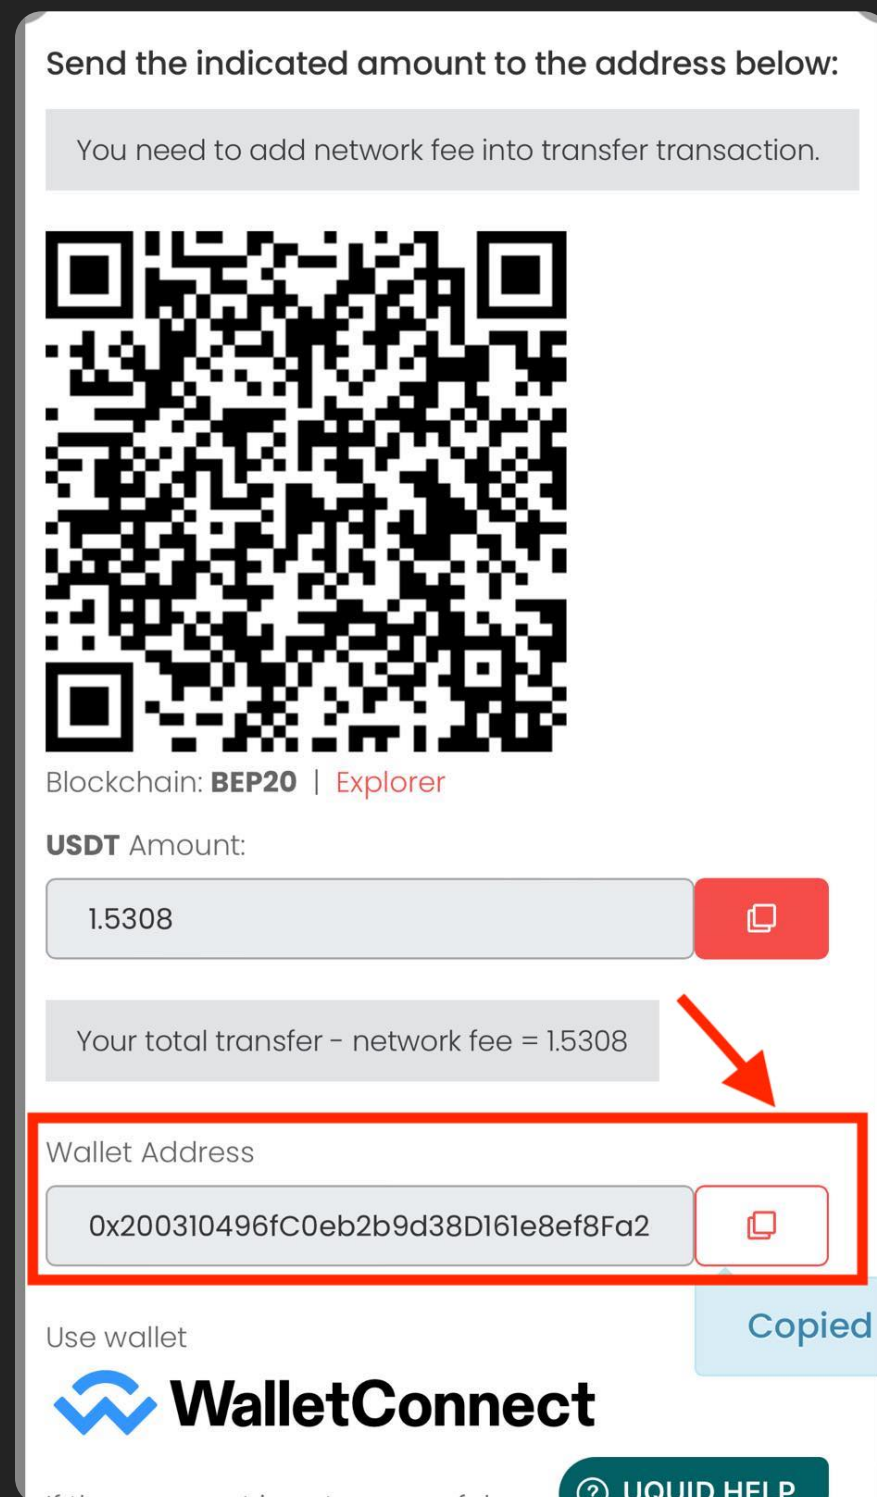 Send the indicated amount to the address below:
You need to add network fee into transfer transaction.
Blockchain: BEP20 | Explorer
USDT Amount:
1.5308
Your total transfer - network fee = 1.5308
Wallet Address
0x200310496fC0eb2b9d38D161e8ef8Fa2
Copied
Use wallet
WalletConnect
LIQUID HELP